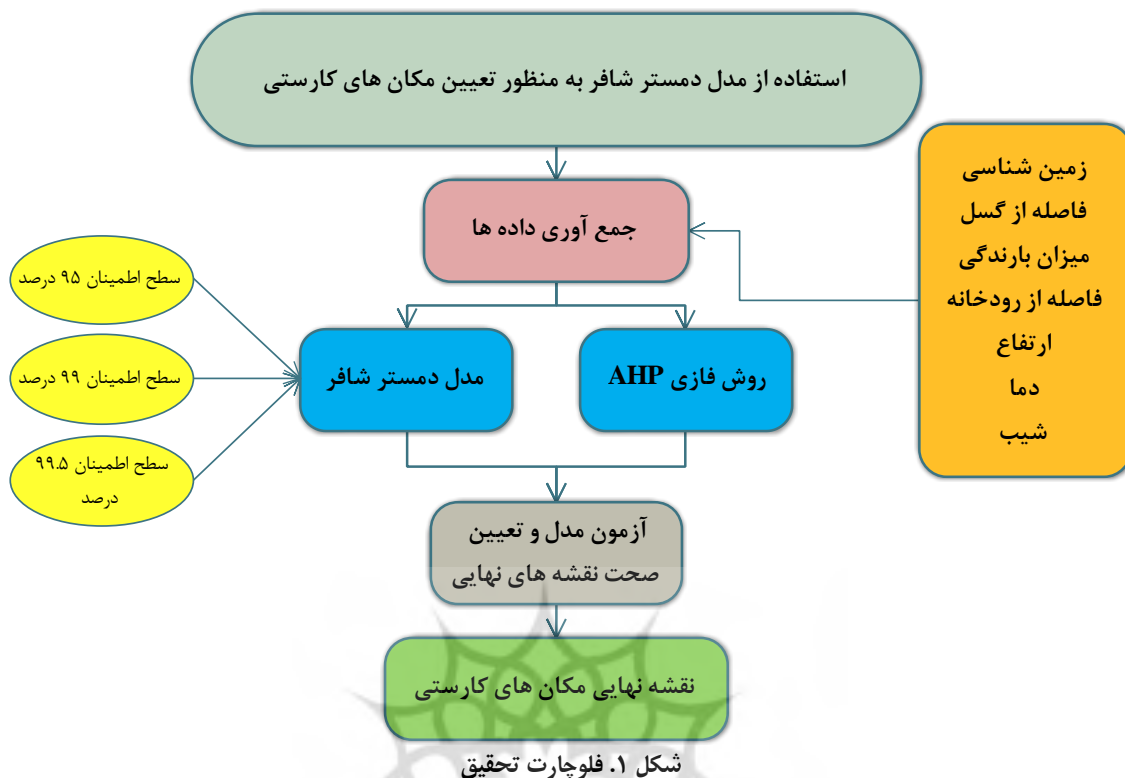 استفاده از مدل دمستر شافر به منظور تعیین مکان های کارستی
جمع آوری داده ها
زمین شناسی
فاصله از گسل
میزان بارندگی
فاصله از رودخانه
ارتفاع
دما
شیب
روش فازی AHP
مدل دمستر شافر
سطح اطمینان ۹۵ درصد
سطح اطمینان ۹۹ درصد
سطح اطمینان ۹۹.۵
درصد
آزمون مدل و تعیین
صحت نقشه های نهایی
نقشه نهایی مکان های کارستی
شکل ۱. فلوچارت تحقیق